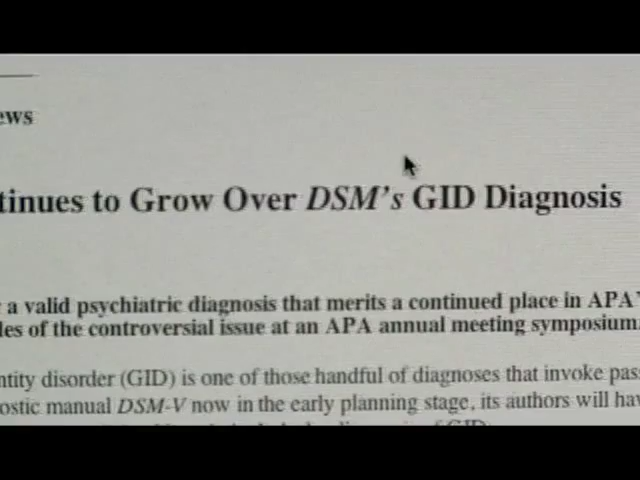 ews
tinues to Grow Over DSM's GID Diagnosis
a valid psychiatric diagnosis that merits a continued place in APA'
les of the controversial issue at an APA annual meeting symposium.
ntity disorder (GID) is one of those handful of diagnoses that invoke pas
ostic manual DSM-V now in the early planning stage, its authors will hav